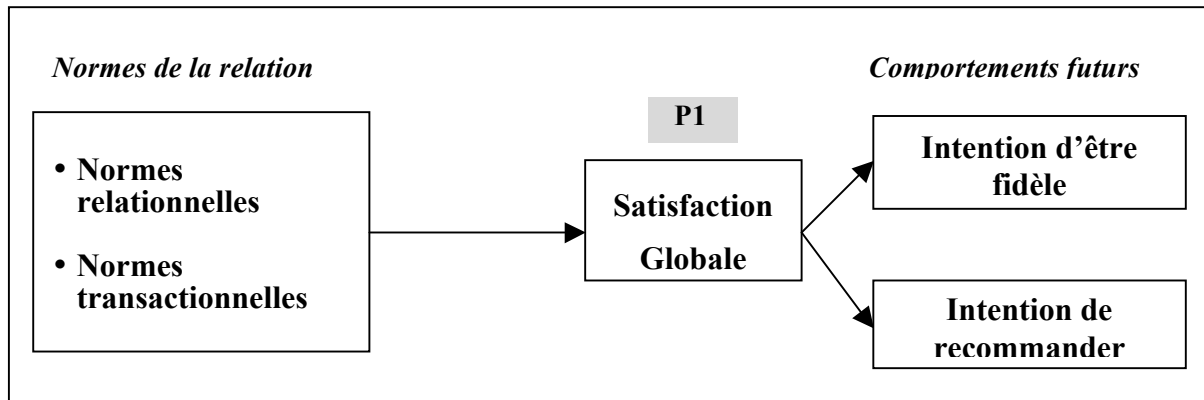 Normes de la relation
• Normes
relationnelles
• Normes
transactionnelles
P1
Satisfaction
Globale
Comportements futurs
Intention d’être
fidèle
Intention de
recommander